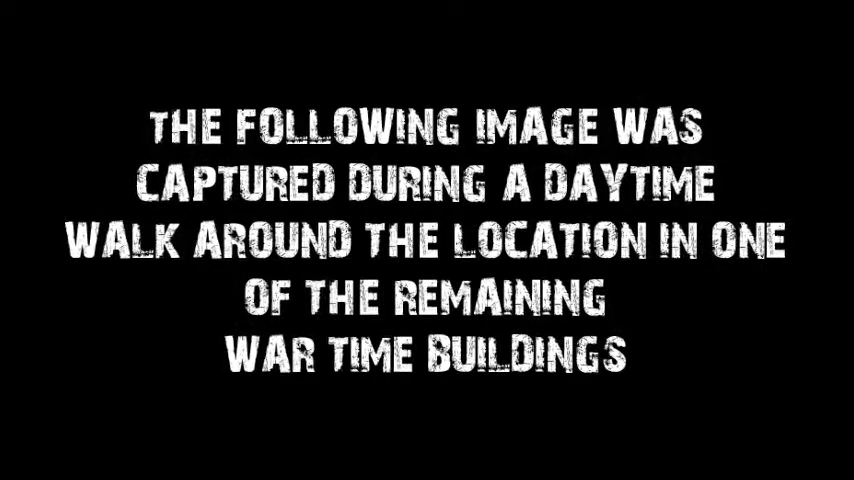 THE FOLLOWING IMAGE WAS
CAPTURED DURING A DAYTIME
WALK AROUND THE LOCATION IN ONE
OF THE REMAINING
WAR TIME BUILDINGS